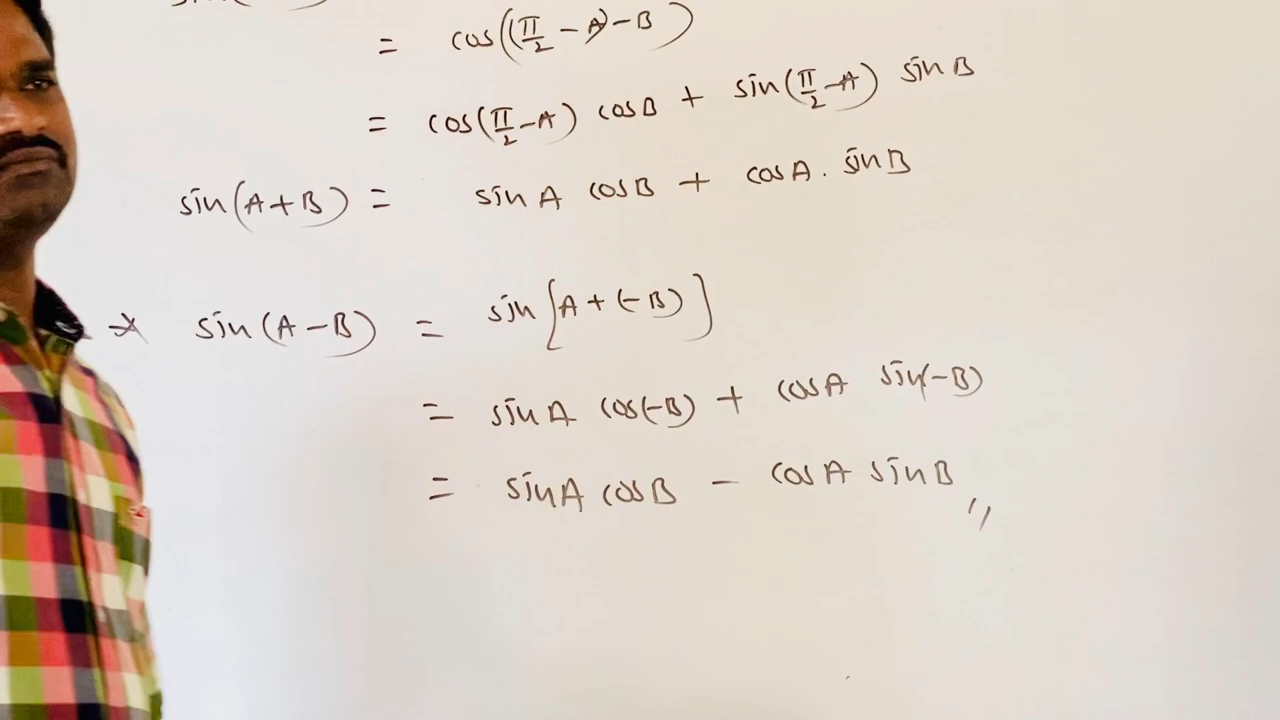 = cos((π/2 - A) - B)
= cos(π/2 - A) cos B + sin(π/2 - A) sin B
sin(A + B) = sin A cos B + cos A . sin B
* sin(A - B) = sin [A + (-B)]
= sin A cos(-B) + cos A sin(-B)
= sin A cos B - cos A sin B //